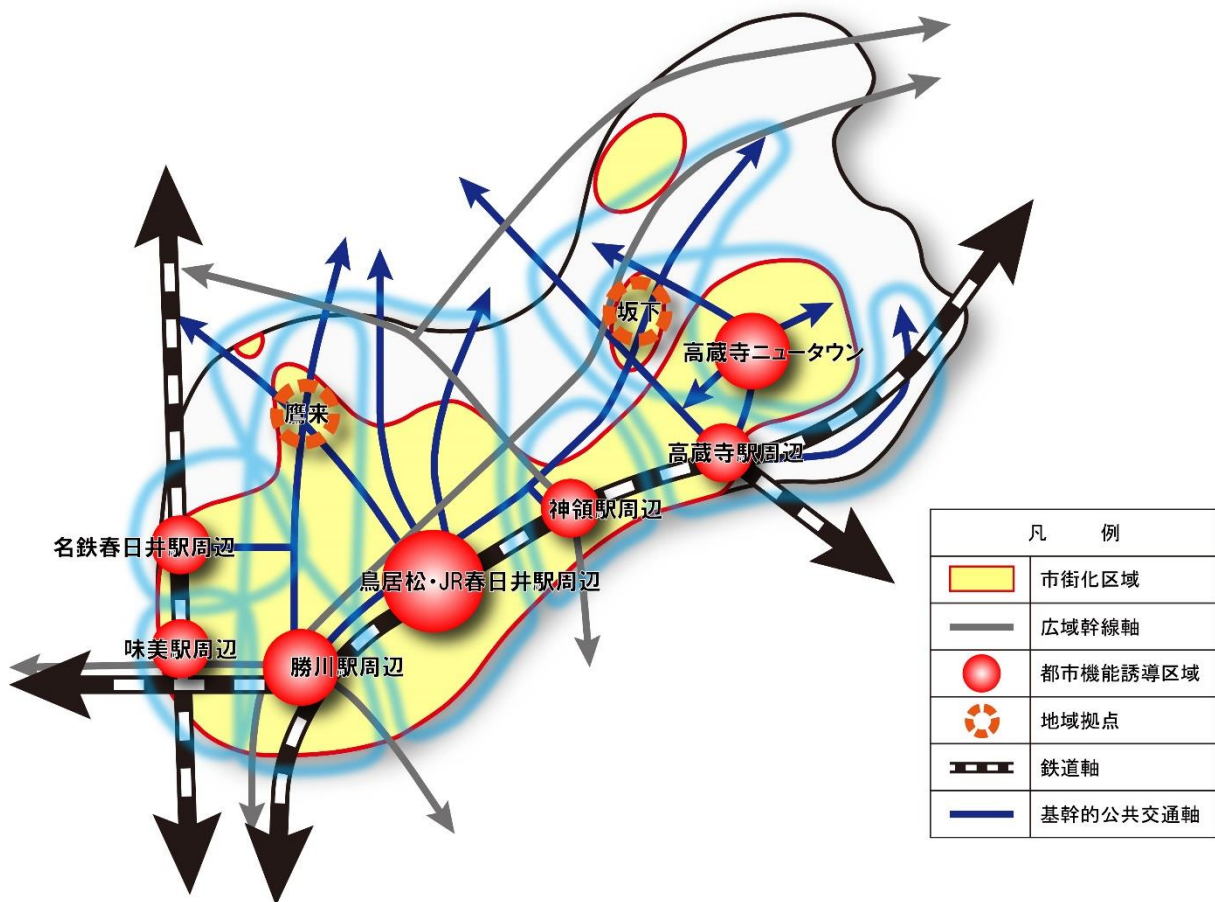 坂下
高蔵寺ニュータウン
鷹来
高蔵寺駅周辺
神領駅周辺
名鉄春日井駅周辺
鳥居松・JR春日井駅周辺
味美駅周辺
勝川駅周辺
凡 例
市街化区域
広域幹線軸
都市機能誘導区域
地域拠点
鉄道軸
基幹的公共交通軸